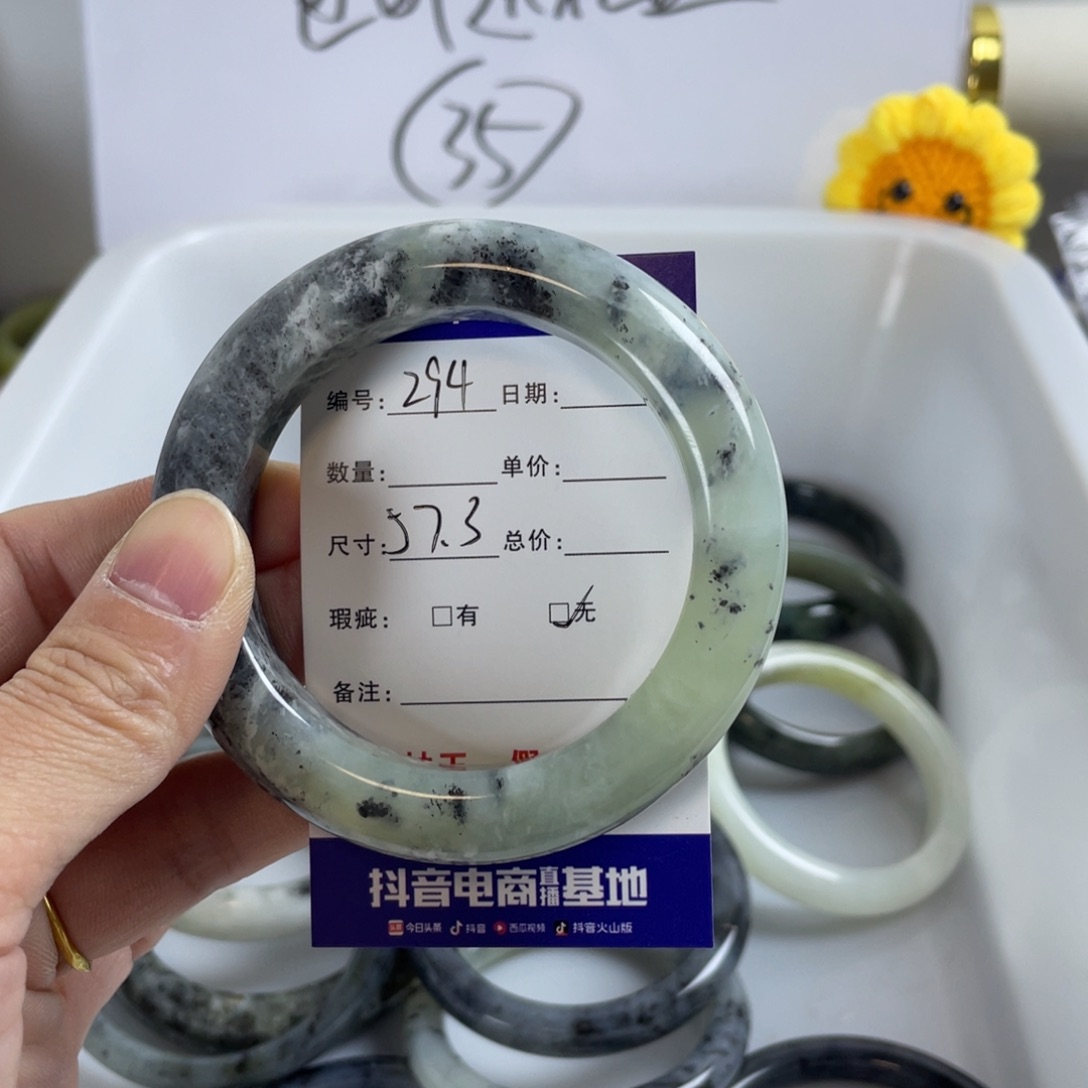 35
编号: 294 日期:
数量: 单价:
尺寸: 57.3 总价:
瑕疵: □有 □无
备注:
抖音电商直播基地
头条 今日头条 抖音 西瓜视频 抖音火山版